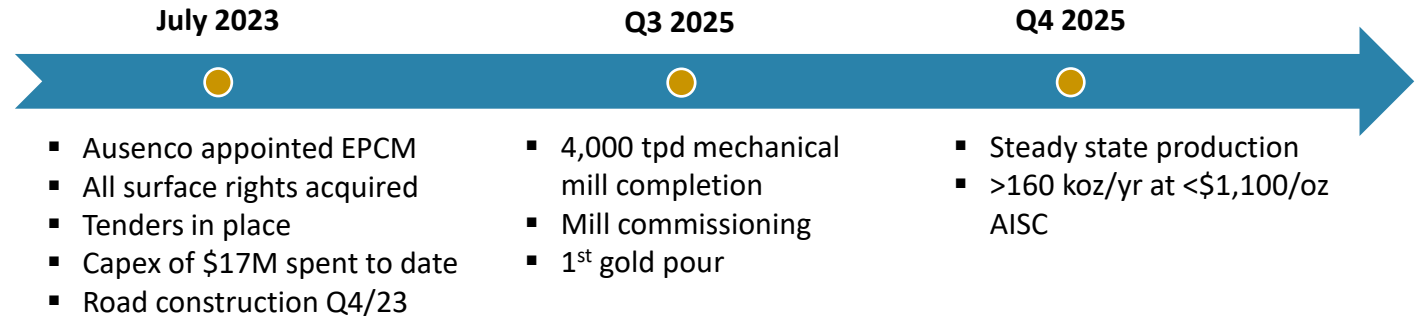 July 2023
▪ Ausenco appointed EPCM
▪ All surface rights acquired
▪ Tenders in place
▪ Capex of $17M spent to date
▪ Road construction Q4/23
Q3 2025
▪ 4,000 tpd mechanical
mill completion
▪ Mill commissioning
▪ 1st gold pour
Q4 2025
▪ Steady state production
▪ >160 koz/yr at <$1,100/oz
AISC